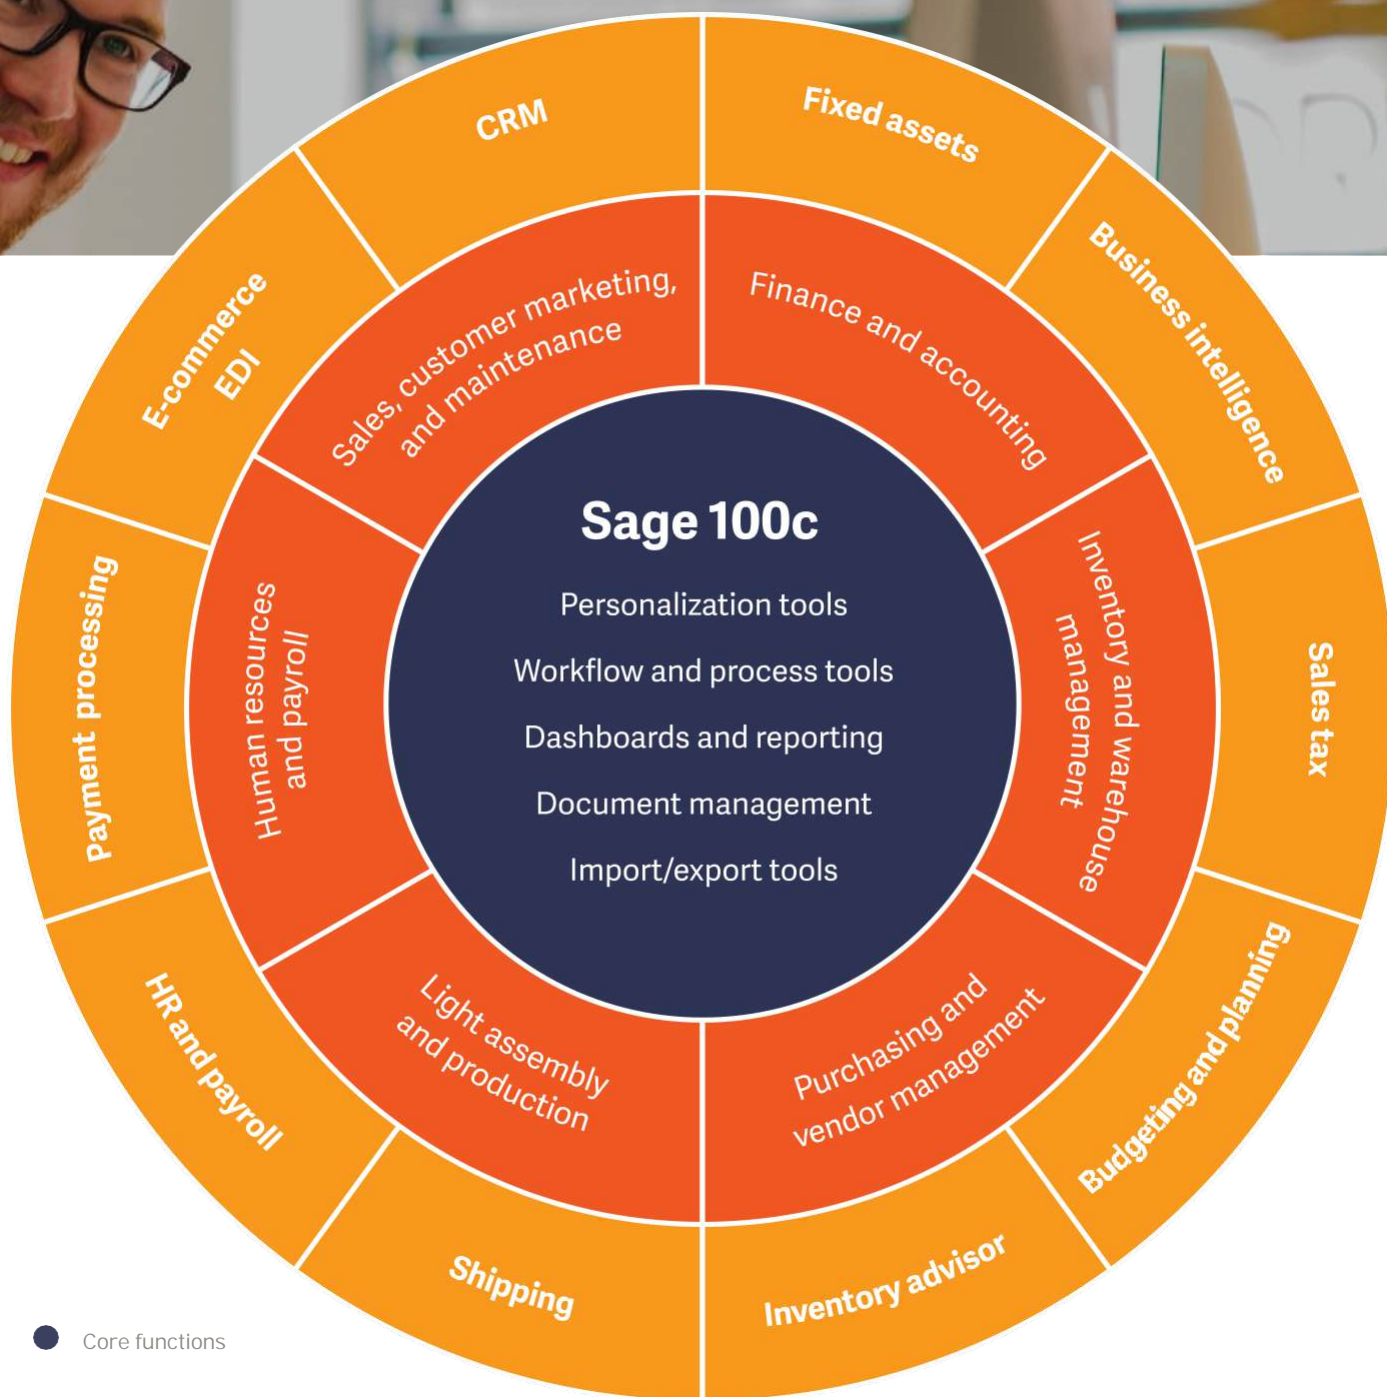 CRM
Fixed assets
Business intelligence
Sales tax
Budgeting and planning
Inventory advisor
Shipping
HR and payroll
Payment processing
E-commerce
EDI
Sales, customer marketing,
and maintenance
Finance and accounting
Inventory and warehouse
management
Purchasing and
vendor management
Light assembly
and production
Human resources
and payroll
Sage 100c
Personalization tools
Workflow and process tools
Dashboards and reporting
Document management
Import/export tools
Core functions